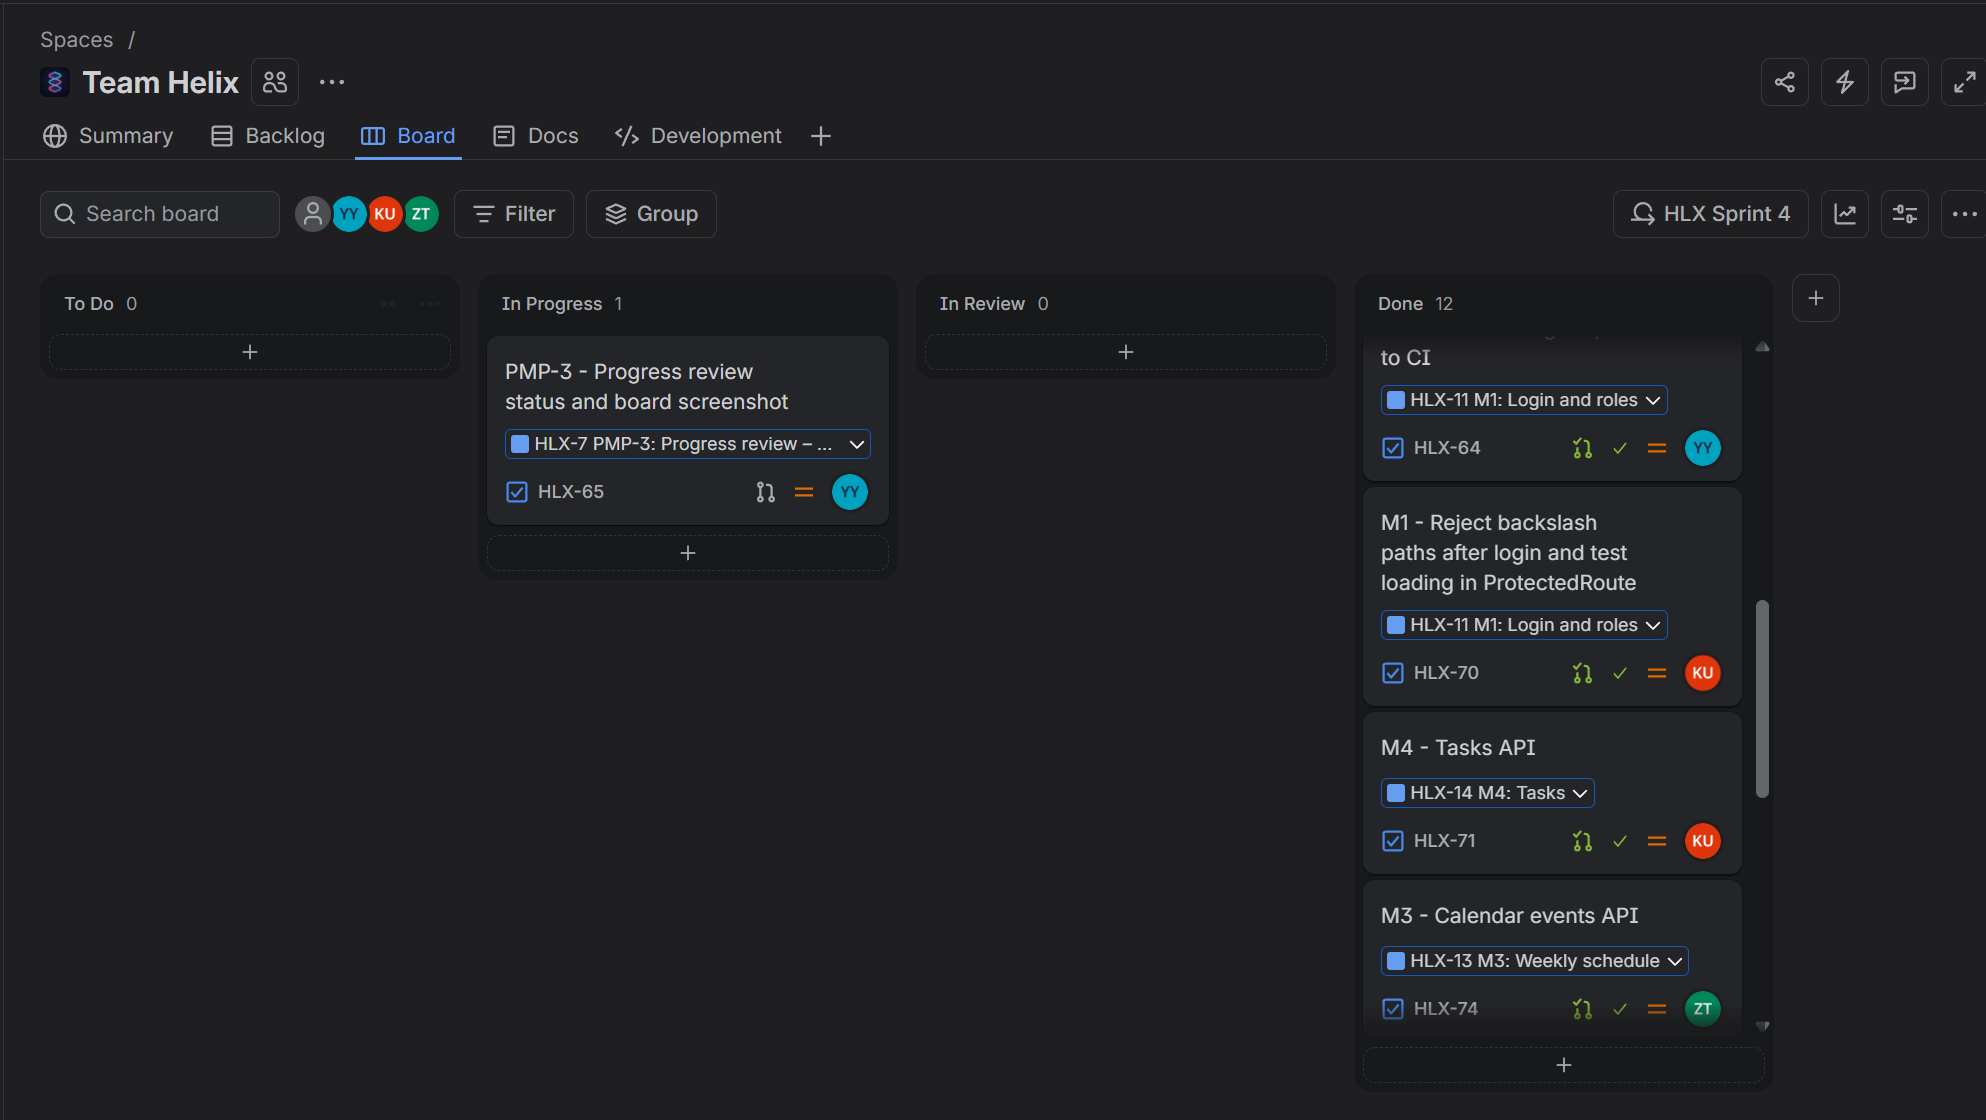 Spaces /
Team Helix
Summary
Backlog
Board
Docs
Development
Search board
YY
KU
ZT
Filter
Group
HLX Sprint 4
To Do 0
In Progress 1
PMP-3 - Progress review
status and board screenshot
HLX-7 PMP-3: Progress review – ...
HLX-65
YY
In Review 0
Done 12
to CI
HLX-11 M1: Login and roles
HLX-64
YY
M1 - Reject backslash
paths after login and test
loading in ProtectedRoute
HLX-11 M1: Login and roles
HLX-70
KU
M4 - Tasks API
HLX-14 M4: Tasks
HLX-71
KU
M3 - Calendar events API
HLX-13 M3: Weekly schedule
HLX-74
ZT